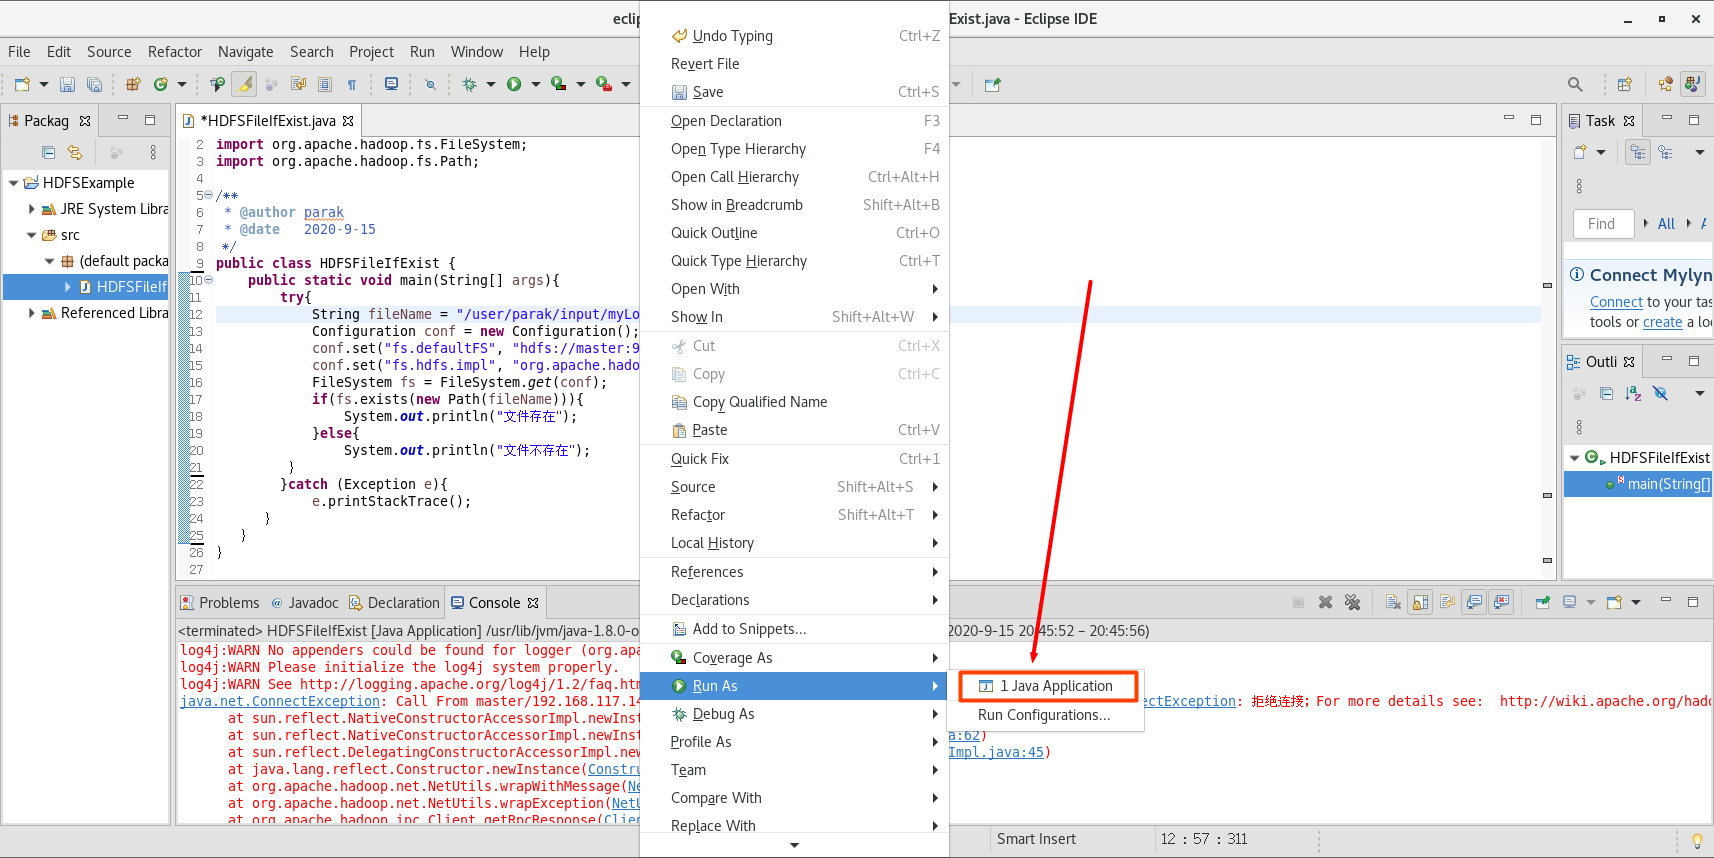 eclip
Exist.java - Eclipse IDE
File Edit Source Refactor Navigate Search Project Run Window Help
Packag
HDFSExample
JRE System Libra
src
(default packa
HDFSFileIf
Referenced Libra
*HDFSFileIfExist.java
2 import org.apache.hadoop.fs.FileSystem;
3 import org.apache.hadoop.fs.Path;
4
5 /**
6 * @author parak
7 * @date 2020-9-15
8 */
9 public class HDFSFileIfExist {
10 public static void main(String[] args){
11 try{
12 String fileName = "/user/parak/input/myLo
13 Configuration conf = new Configuration();
14 conf.set("fs.defaultFS", "hdfs://master:9
15 conf.set("fs.hdfs.impl", "org.apache.hado
16 FileSystem fs = FileSystem.get(conf);
17 if(fs.exists(new Path(fileName))){
18 System.out.println("文件存在");
19 }else{
20 System.out.println("文件不存在");
21 }
22 }catch (Exception e){
23 e.printStackTrace();
24 }
25 }
26 }
27
Undo Typing Ctrl+Z
Revert File
Save Ctrl+S
Open Declaration F3
Open Type Hierarchy F4
Open Call Hierarchy Ctrl+Alt+H
Show in Breadcrumb Shift+Alt+B
Quick Outline Ctrl+O
Quick Type Hierarchy Ctrl+T
Open With
Show In Shift+Alt+W
Cut Ctrl+X
Copy Ctrl+C
Copy Qualified Name
Paste Ctrl+V
Quick Fix Ctrl+1
Source Shift+Alt+S
Refactor Shift+Alt+T
Local History
References
Declarations
Add to Snippets...
Coverage As
Run As
Debug As
Profile As
Team
Compare With
Replace With
1 Java Application
Run Configurations...
Task
Find All
Connect Mylyn
Connect to your tas
tools or create a lo
Outli
HDFSFileIfExist
main(String[]
Problems Javadoc Declaration Console
<terminated> HDFSFileIfExist [Java Application] /usr/lib/jvm/java-1.8.0-o
2020-9-15 20:45:52 – 20:45:56)
log4j:WARN No appenders could be found for logger (org.apa
log4j:WARN Please initialize the log4j system properly.
log4j:WARN See http://logging.apache.org/log4j/1.2/faq.htm
java.net.ConnectException: Call From master/192.168.117.14
ectException: 拒绝连接; For more details see: http://wiki.apache.org/hado
at sun.reflect.NativeConstructorAccessorImpl.newInst
at sun.reflect.NativeConstructorAccessorImpl.newInst
a:62)
at sun.reflect.DelegatingConstructorAccessorImpl.new
Impl.java:45)
at java.lang.reflect.Constructor.newInstance(Constru
at org.apache.hadoop.net.NetUtils.wrapWithMessage(Ne
at org.apache.hadoop.net.NetUtils.wrapException(NetU
at org.apache.hadoop.ipc.Client.getRpcResponse(Clien
Smart Insert 12 : 57 : 311